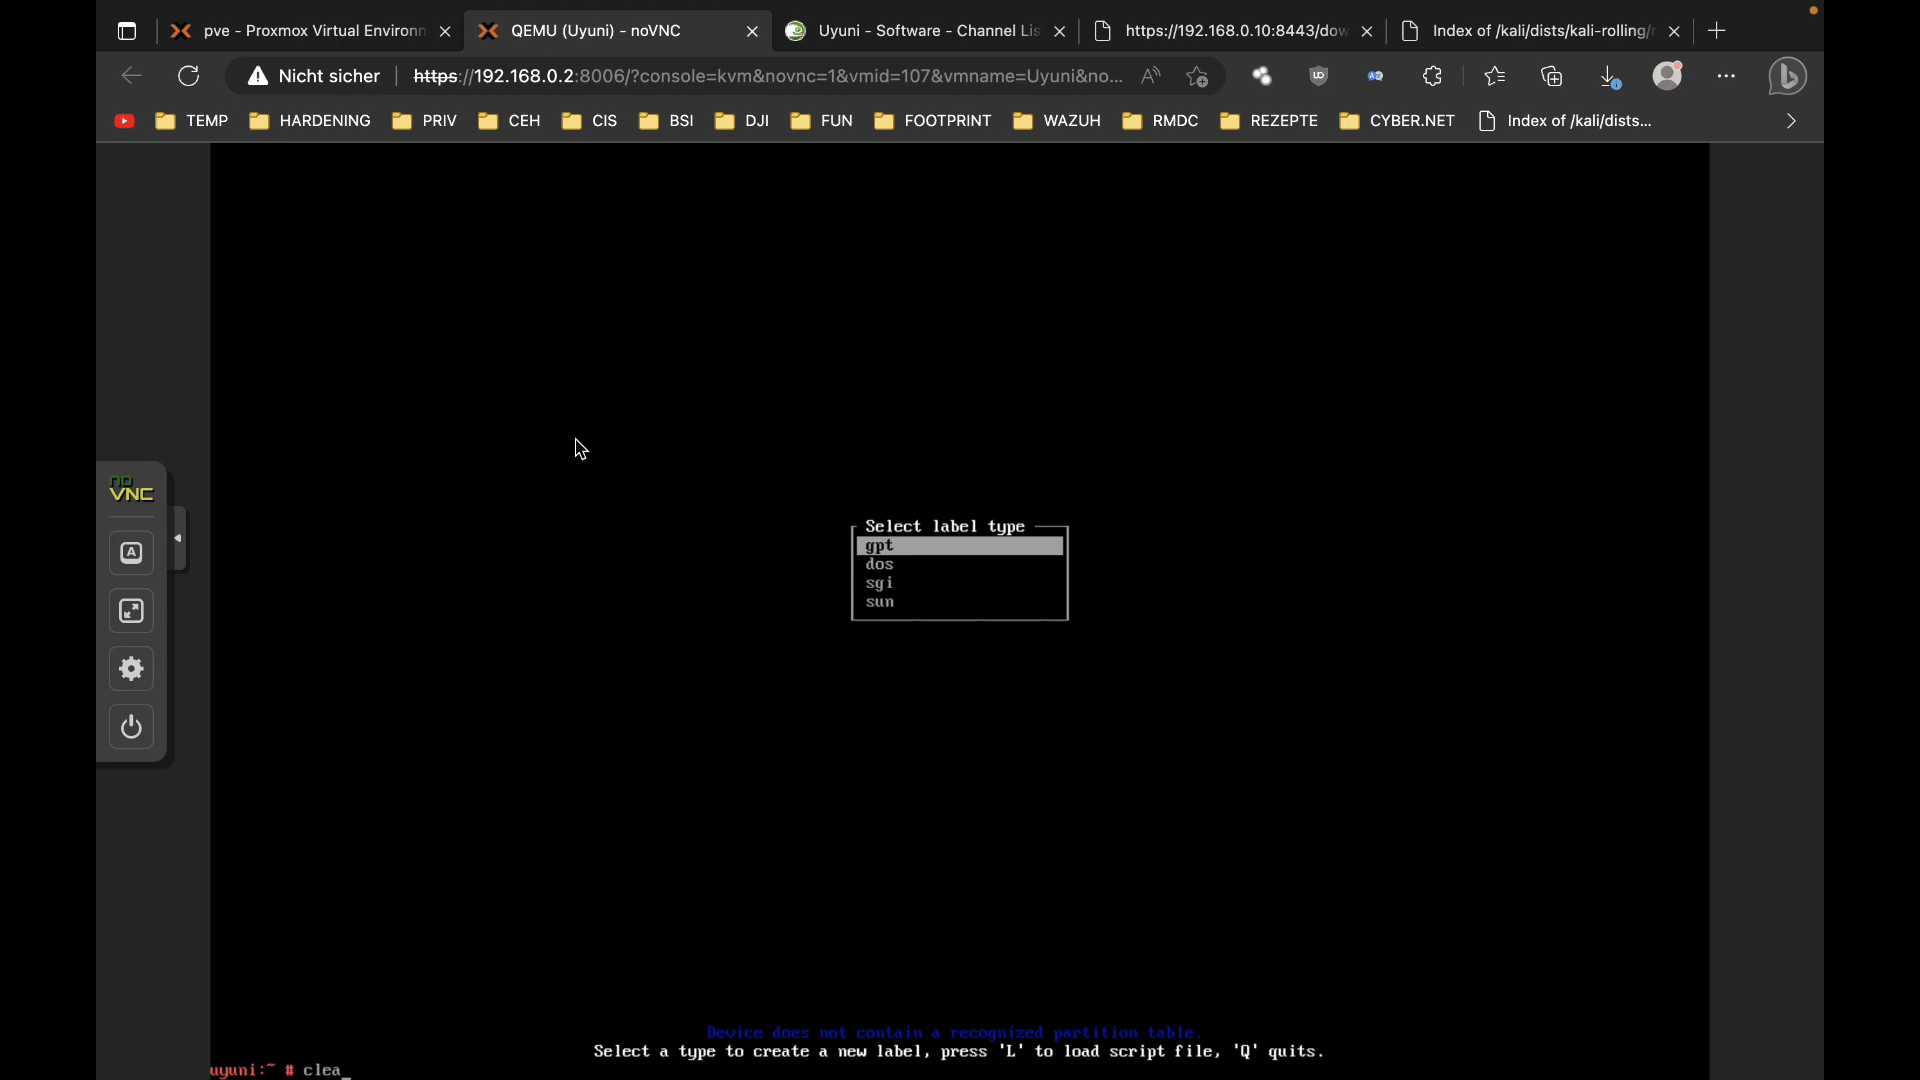 pve - Proxmox Virtual Environm
QEMU (Uyuni) - noVNC
Uyuni - Software - Channel Lis
https://192.168.0.10:8443/dow
Index of /kali/dists/kali-rolling/
Nicht sicher
https://192.168.0.2:8006/?console=kvm&novnc=1&vmid=107&vmname=Uyuni&no...
TEMP
HARDENING
PRIV
CEH
CIS
BSI
DJI
FUN
FOOTPRINT
WAZUH
RMDC
REZEPTE
CYBER.NET
Index of /kali/dists...
no
VNC
A
Select label type
gpt
dos
sgi
sun
Device does not contain a recognized partition table.
Select a type to create a new label, press 'L' to load script file, 'Q' quits.
uyuni:~ # clea_